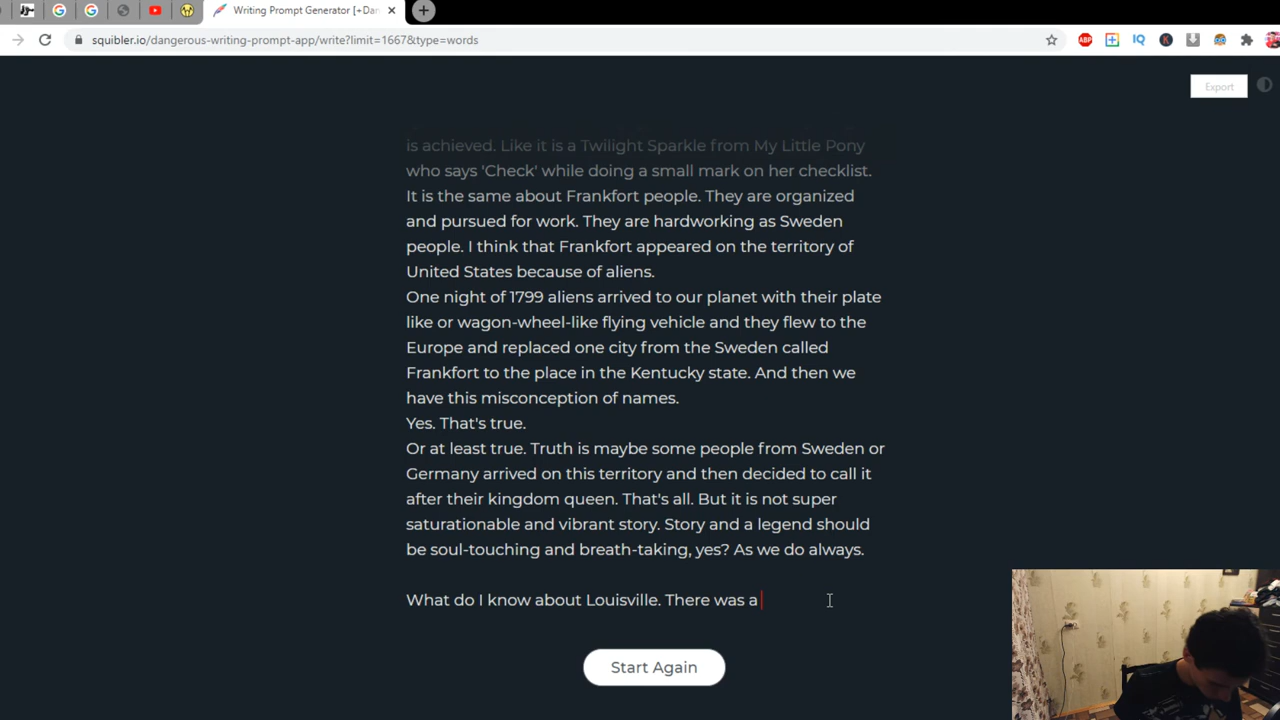 Writing Prompt Generator [+Dan
squibler.io/dangerous-writing-prompt-app/write?limit=1667&type=words
ABP
IQ
K
Export
is achieved. Like it is a Twilight Sparkle from My Little Pony
who says 'Check' while doing a small mark on her checklist.
It is the same about Frankfort people. They are organized
and pursued for work. They are hardworking as Sweden
people. I think that Frankfort appeared on the territory of
United States because of aliens.
One night of 1799 aliens arrived to our planet with their plate
like or wagon-wheel-like flying vehicle and they flew to the
Europe and replaced one city from the Sweden called
Frankfort to the place in the Kentucky state. And then we
have this misconception of names.
Yes. That's true.
Or at least true. Truth is maybe some people from Sweden or
Germany arrived on this territory and then decided to call it
after their kingdom queen. That's all. But it is not super
saturationable and vibrant story. Story and a legend should
be soul-touching and breath-taking, yes? As we do always.
What do I know about Louisville. There was a
Start Again